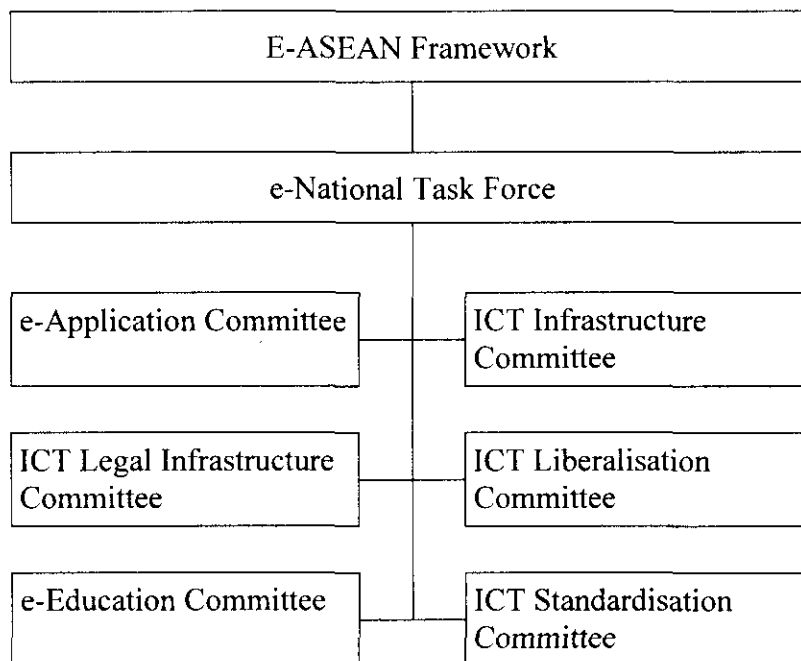 E-ASEAN Framework
e-National Task Force
e-Application Committee
ICT Infrastructure
Committee
ICT Legal Infrastructure
Committee
ICT Liberalisation
Committee
e-Education Committee
ICT Standardisation
Committee